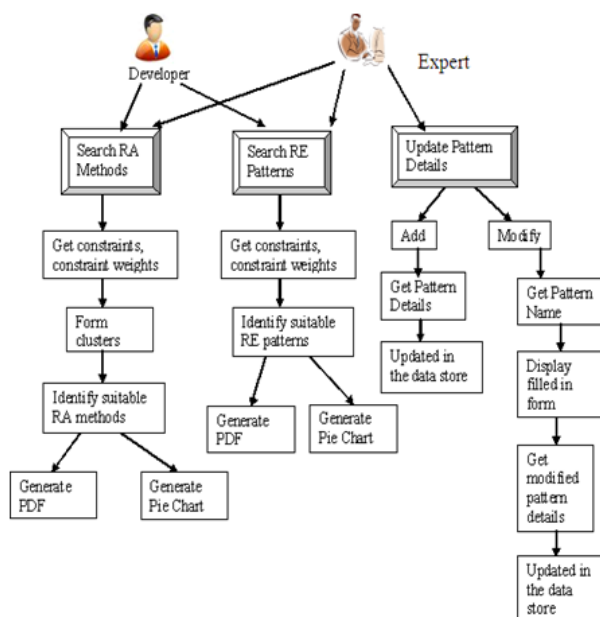 Developer
Expert
Search RA
Methods
Search RE
Patterns
Update Pattern
Details
Get constraints,
constraint weights
Get constraints,
constraint weights
Add
Modify
Form
clusters
Identify suitable
RE patterns
Get Pattern
Details
Get Pattern
Name
Updated in
the data store
Display
filled in
form
Identify suitable
RA methods
Generate
PDF
Generate
Pie Chart
Get
modified
pattern
details
Generate
PDF
Generate
Pie Chart
Updated in
the data
store